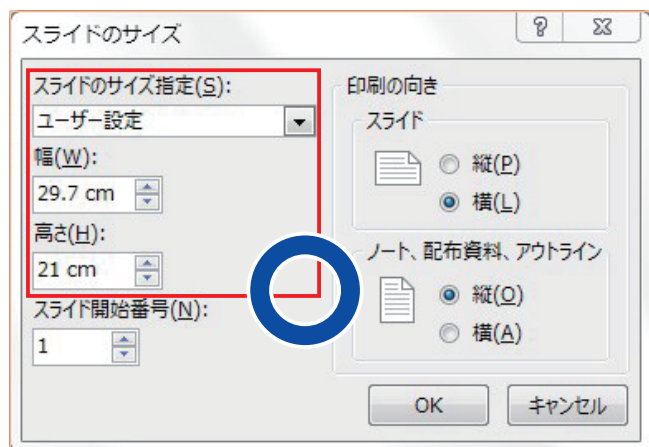 スライドのサイズ
スライドのサイズ指定(S):
ユーザー設定
幅(W):
29.7 cm
高さ(H):
21 cm
スライド開始番号(N):
1
印刷の向き
スライド
縦(P)
横(L)
ノート、配布資料、アウトライン
縦(O)
横(A)
OK
キャンセル